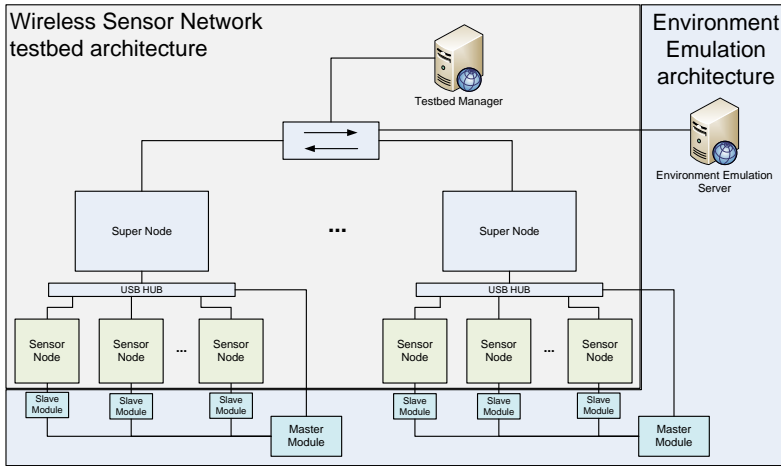 Wireless Sensor Network
testbed architecture
Environment
Emulation
architecture
Testbed Manager
Environment Emulation
Server
Super Node
...
Super Node
USB HUB
USB HUB
Sensor
Node
Sensor
Node
...
Sensor
Node
Sensor
Node
Sensor
Node
...
Sensor
Node
Slave
Module
Slave
Module
Slave
Module
Slave
Module
Slave
Module
Slave
Module
Master
Module
Master
Module